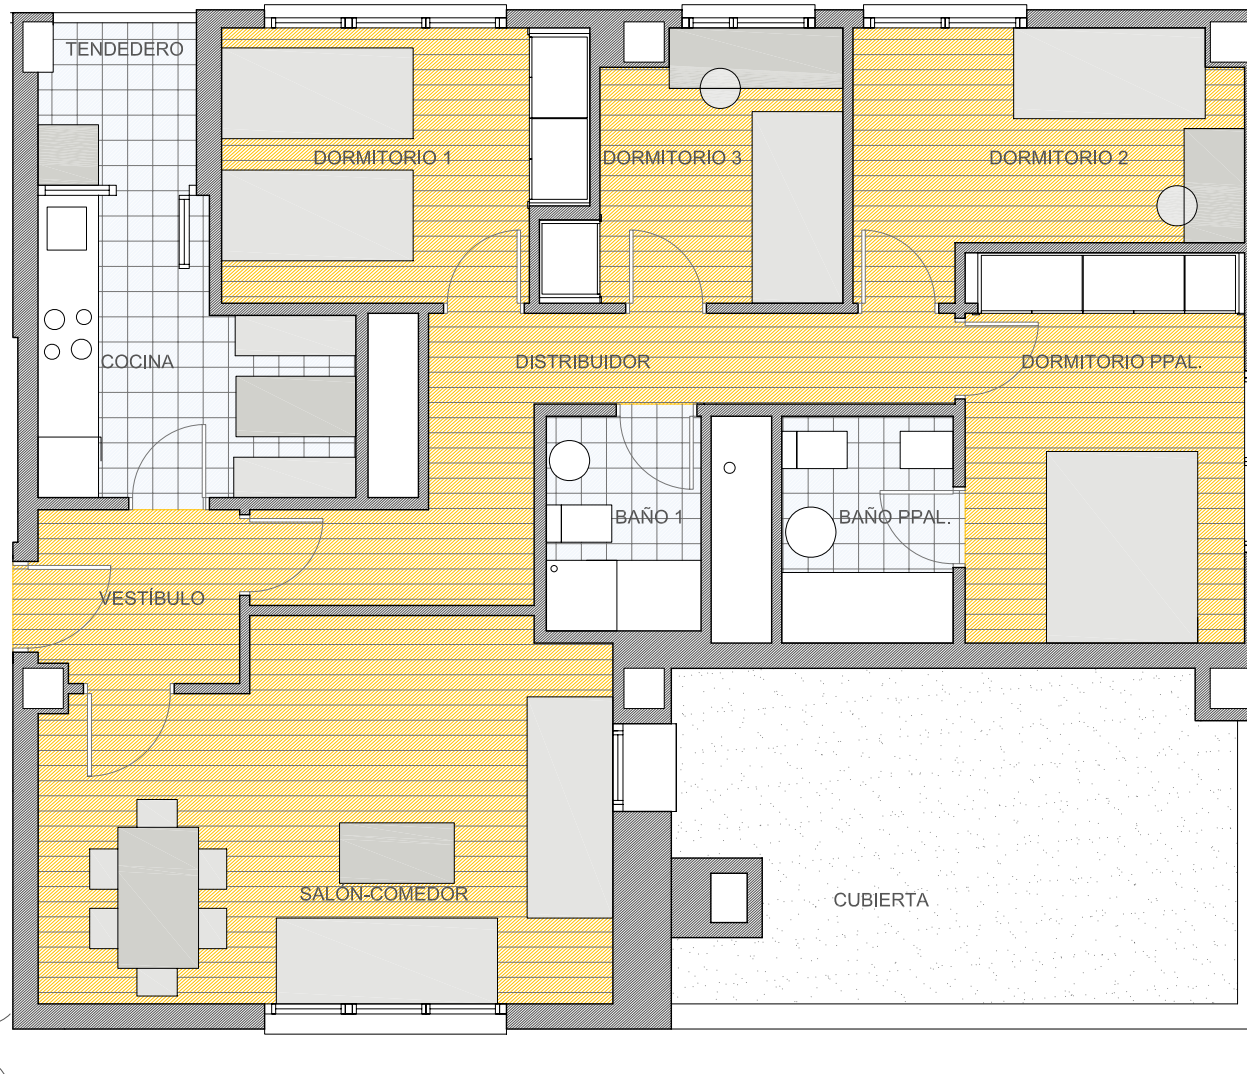 TENDEDERO
DORMITORIO 1
DORMITORIO 3
DORMITORIO 2
COCINA
DISTRIBUIDOR
DORMITORIO PPAL.
BAÑO 1
BAÑO PPAL.
VESTÍBULO
SALÓN-COMEDOR
CUBIERTA